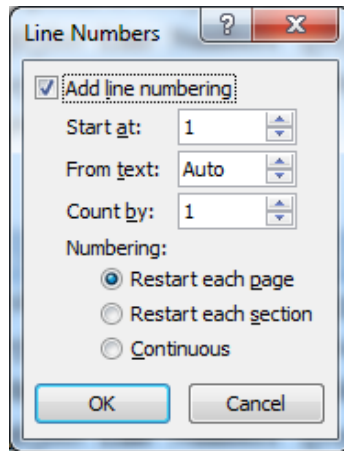 Line Numbers
Add line numbering
Start at: 1
From text: Auto
Count by: 1
Numbering:
Restart each page
Restart each section
Continuous
OK Cancel